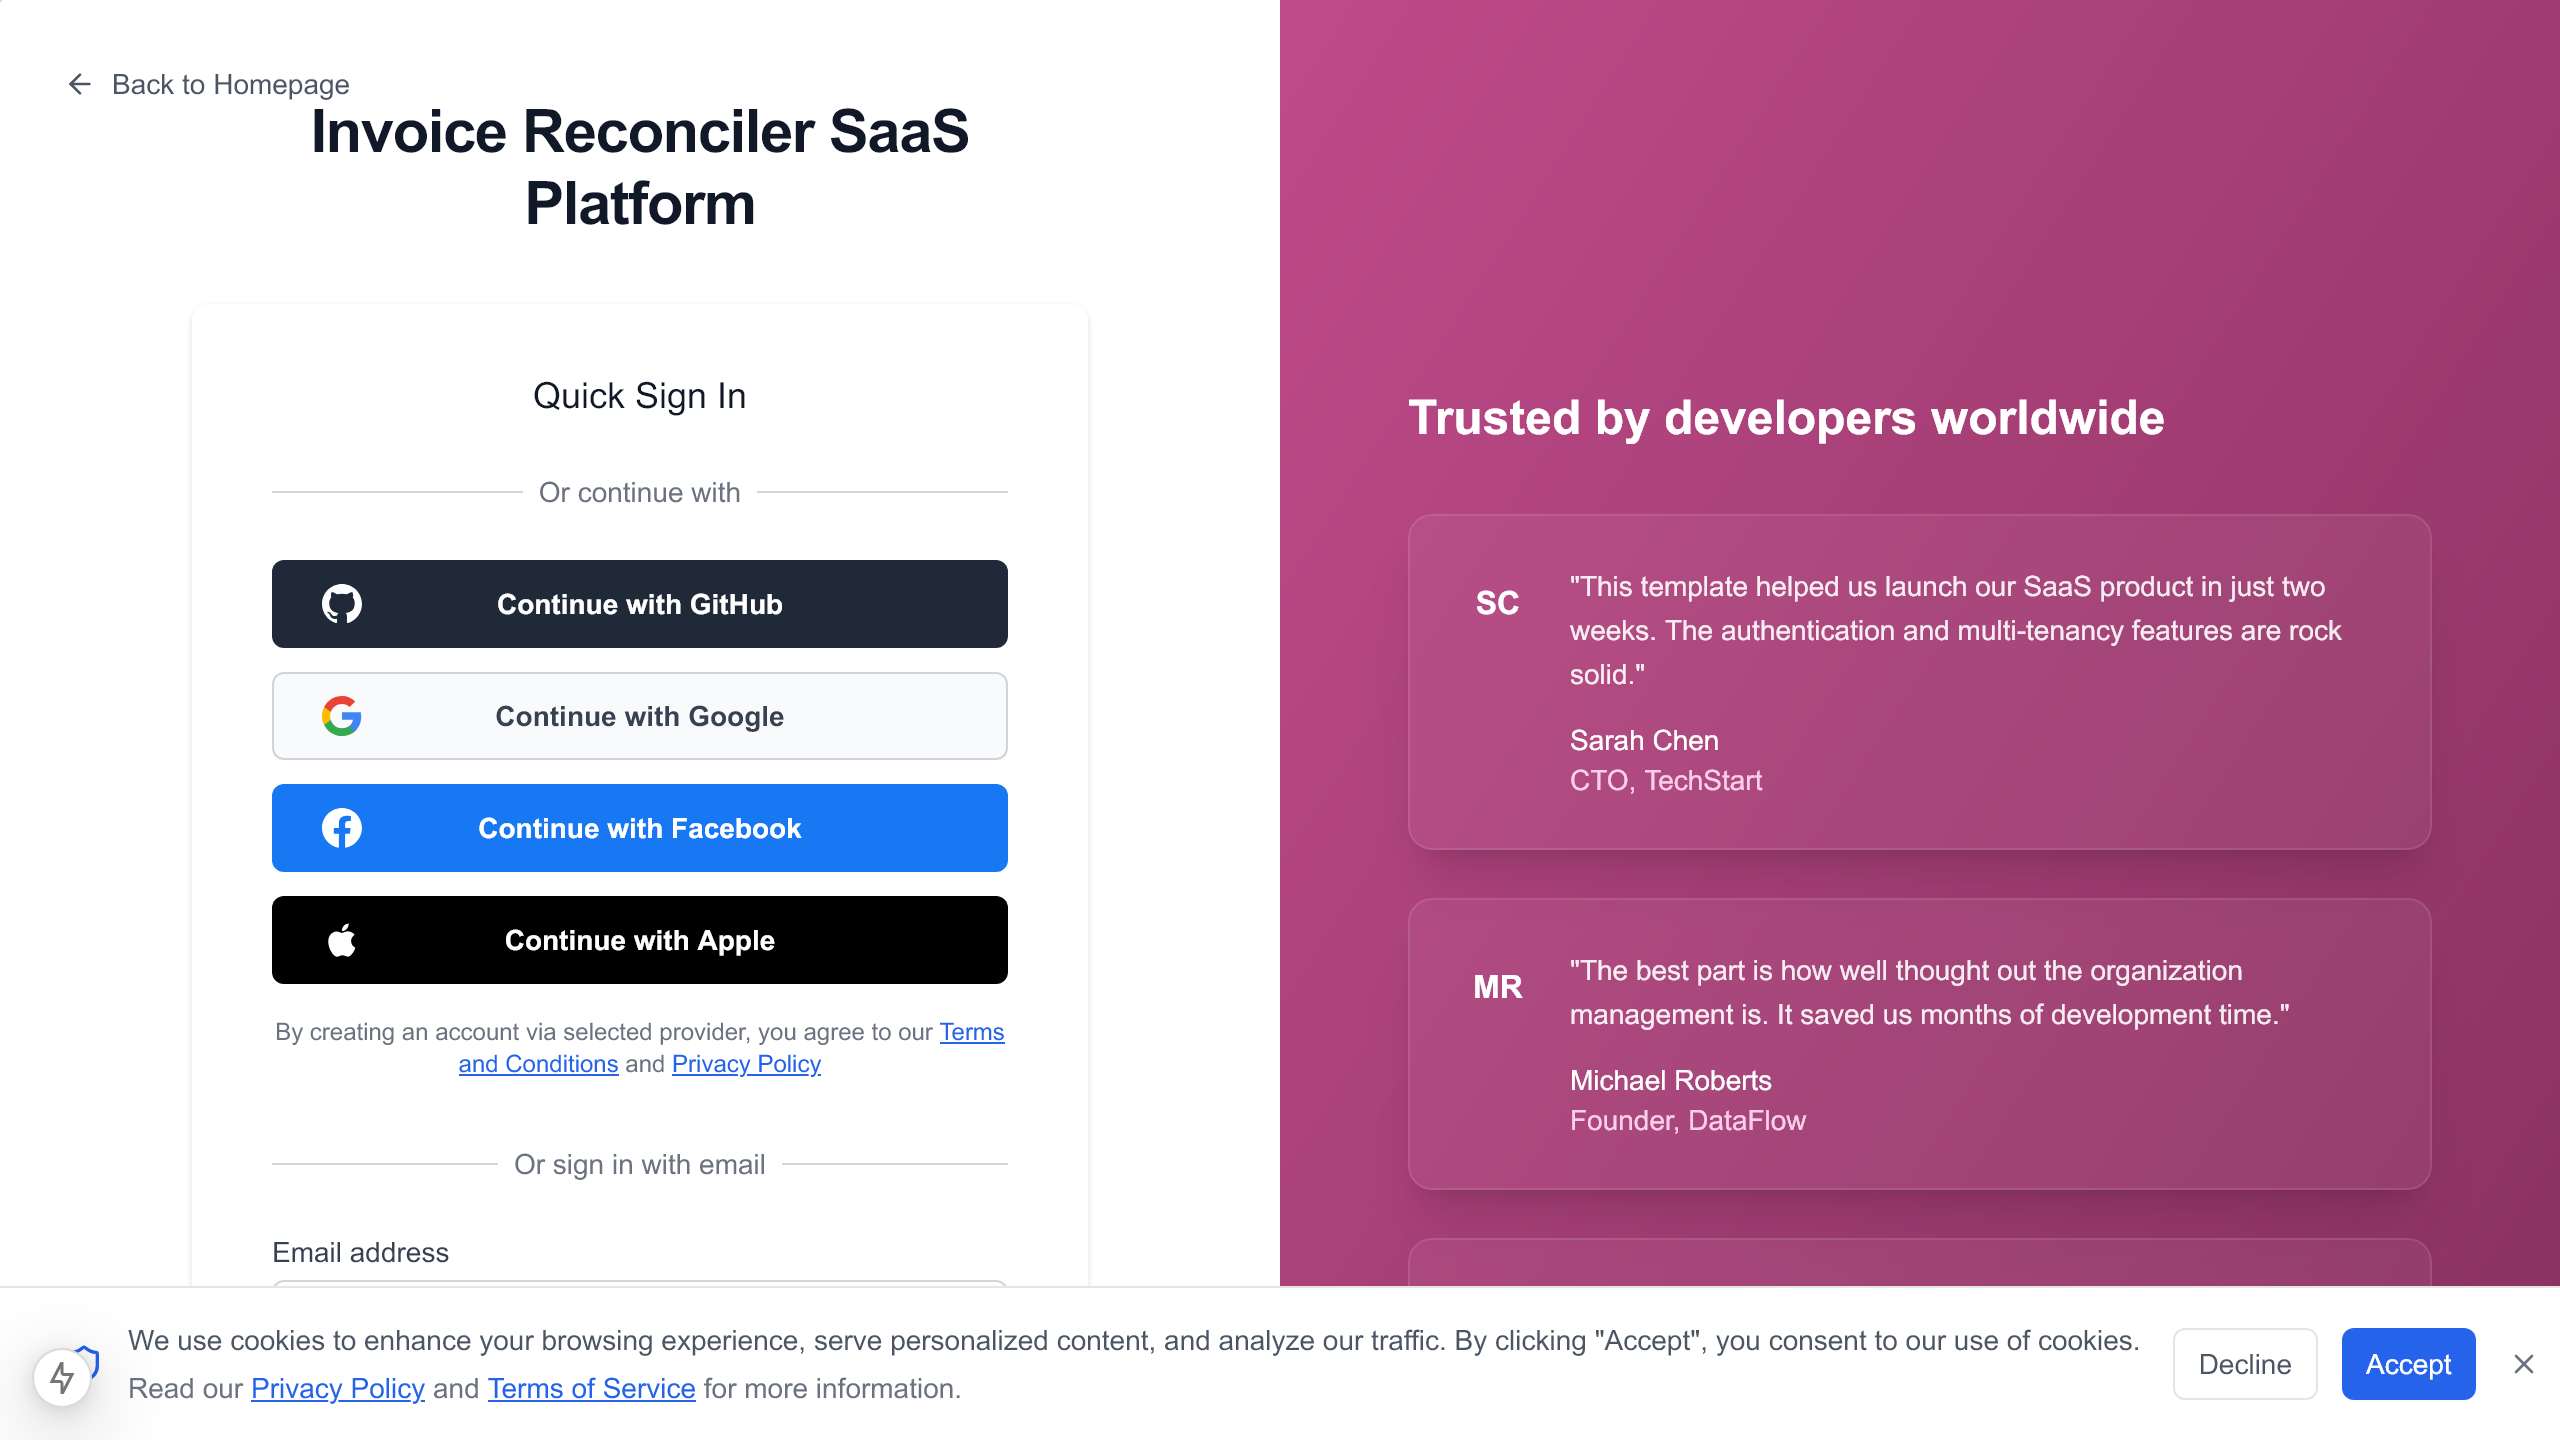 Back to Homepage
Invoice Reconciler SaaS
Platform
Quick Sign In
Or continue with
Continue with GitHub
Continue with Google
Continue with Facebook
Continue with Apple
By creating an account via selected provider, you agree to our Terms
and Conditions and Privacy Policy
Or sign in with email
Email address
Trusted by developers worldwide
SC
"This template helped us launch our SaaS product in just two
weeks. The authentication and multi-tenancy features are rock
solid."
Sarah Chen
CTO, TechStart
MR
"The best part is how well thought out the organization
management is. It saved us months of development time."
Michael Roberts
Founder, DataFlow
We use cookies to enhance your browsing experience, serve personalized content, and analyze our traffic. By clicking "Accept", you consent to our use of cookies.
Read our Privacy Policy and Terms of Service for more information.
Decline
Accept